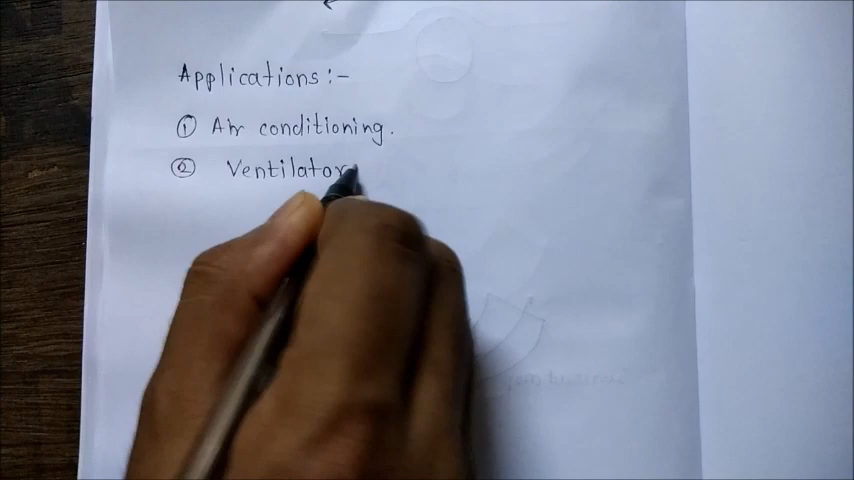 Applications :-
① Air conditioning.
② Ventilator